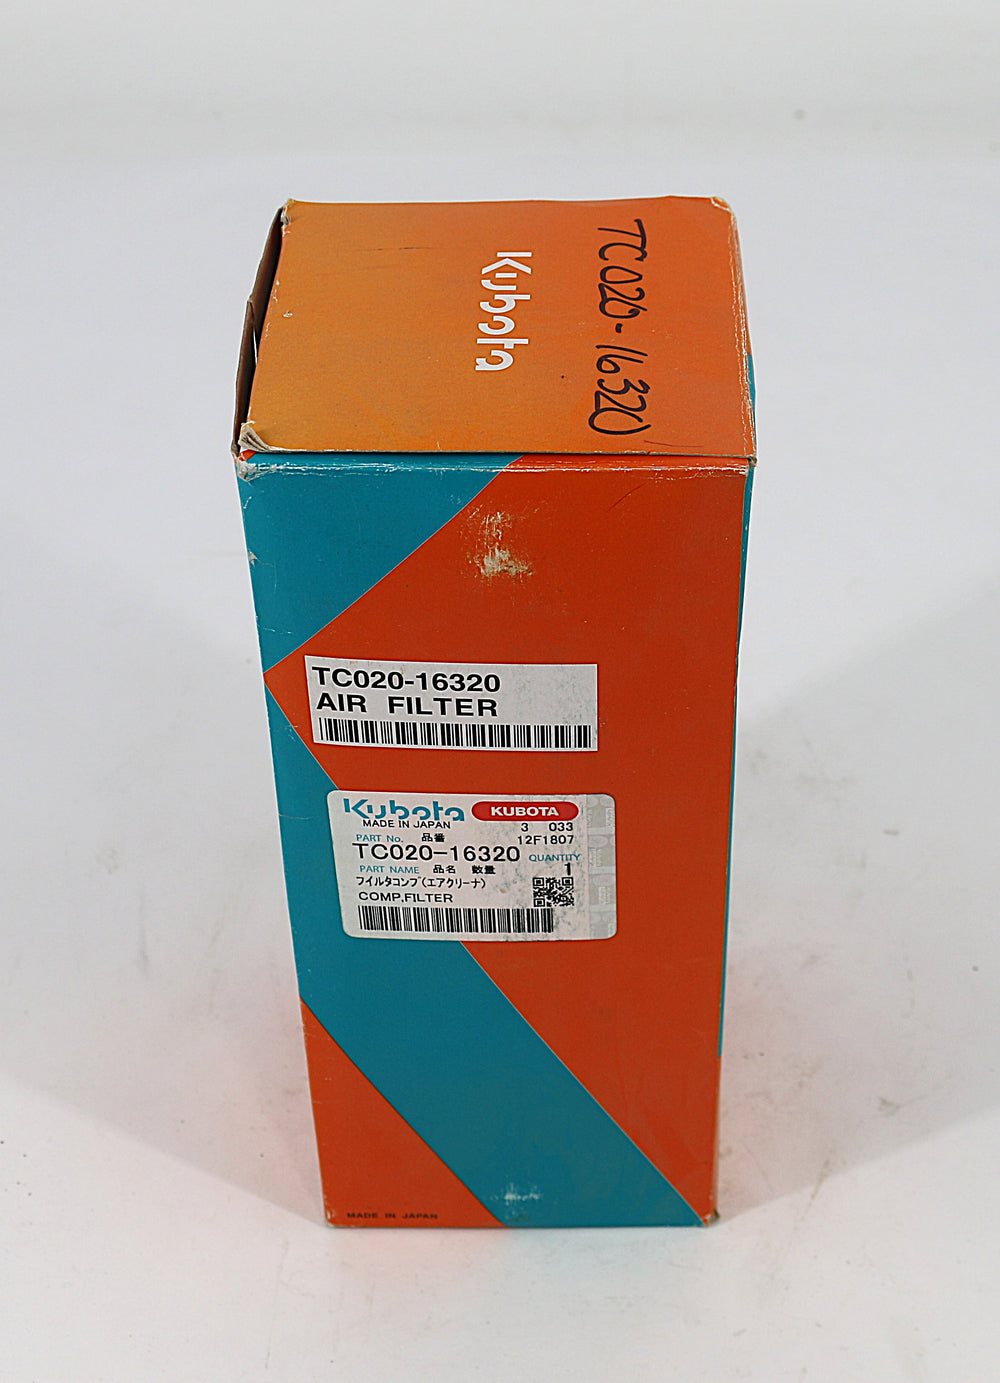 Kubota
TC020-16320
TC020-16320
AIR FILTER
Kubota KUBOTA
MADE IN JAPAN 3 033
PART No. 品番 12F1807
TC020-16320 QUANTITY
PART NAME 品名 数量 1
フイルタコンプ(エアクリーナ)
COMP,FILTER
MADE IN JAPAN